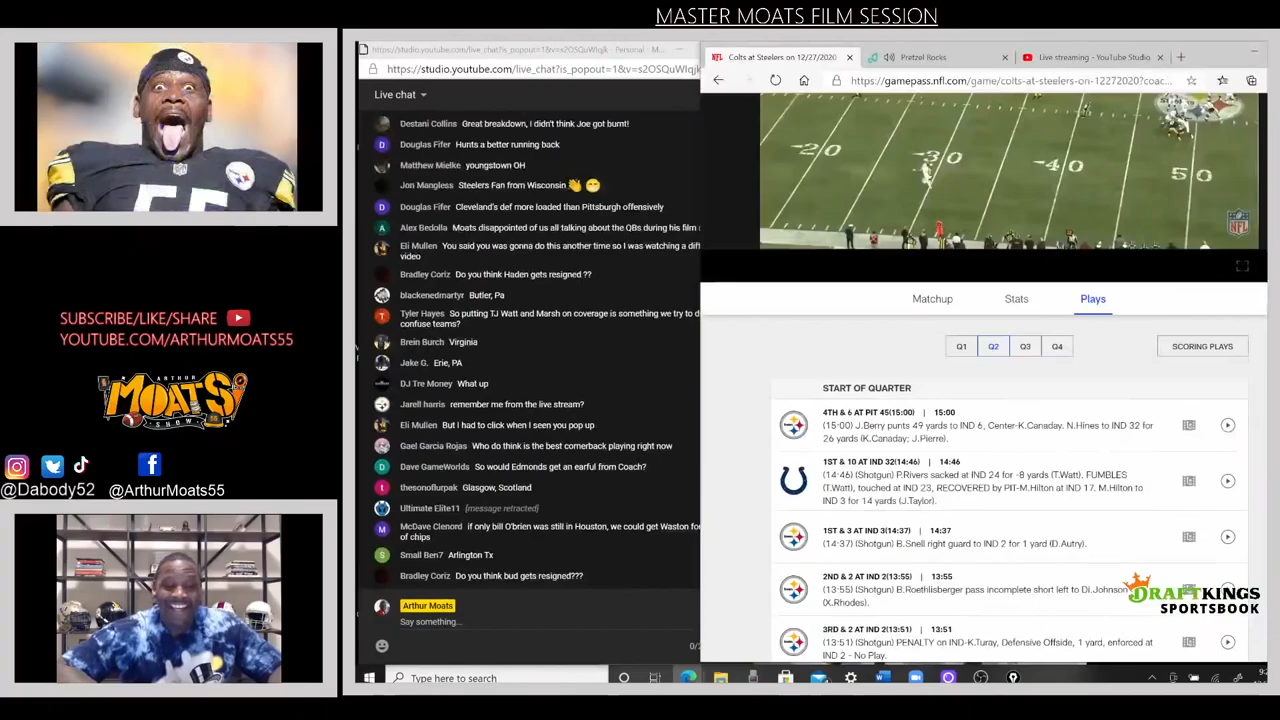 MASTER MOATS FILM SESSION
SUBSCRIBE/LIKE/SHARE
YOUTUBE.COM/ARTHURMOATS55
ARTHUR
MOATS
SHOW
@Dabody52
@ArthurMoats55
https://studio.youtube.com/live_chat?is_popout=1&v=s2OSQuWIqjk - Personal - M...
https://studio.youtube.com/live_chat?is_popout=1&v=s2OSQuWIqjk
Live chat
Destani Collins Great breakdown, I didn't think Joe got burnt!
Douglas Fifer Hunts a better running back
Matthew Mielke youngstown OH
Jon Mangless Steelers Fan from Wisconsin 👏 😁
Douglas Fifer Cleveland's def more loaded than Pittsburgh offensively
Alex Bedolla Moats disappointed of us all talking about the QBs during his film
Eli Mullen You said you was gonna do this another time so I was watching a
video
Bradley Coriz Do you think Haden gets resigned ??
blackenedmartyr Butler, Pa
Tyler Hayes So putting TJ Watt and Marsh on coverage is something we try to
confuse teams?
Brein Burch Virginia
Jake G. Erie, PA
DJ Tre Money What up
Jarell harris remember me from the live stream?
Eli Mullen But I had to click when I seen you pop up
Gael Garcia Rojas Who do think is the best cornerback playing right now
Dave GameWorlds So would Edmonds get an earful from Coach?
thesonoflurpak Glasgow, Scotland
Ultimate Elite11 [message retracted]
McDave Clenord if only bill O'brien was still in Houston, we could get Waston
of chips
Small Ben7 Arlington Tx
Bradley Coriz Do you think bud gets resigned???
Arthur Moats
Say something...
0/2
Colts at Steelers on 12/27/2020
Pretzel Rocks
Live streaming - YouTube Studio
https://gamepass.nfl.com/game/colts-at-steelers-on-12272020?coac...
-20 -30 -40 50
NFL
Matchup
Stats
Plays
Q1
Q2
Q3
Q4
SCORING PLAYS
START OF QUARTER
4TH & 6 AT PIT 45(15:00) | 15:00
(15:00) J.Berry punts 49 yards to IND 6, Center-K.Canaday. N.Hines to IND 32 for
26 yards (K.Canaday; J.Pierre).
1ST & 10 AT IND 32(14:46) | 14:46
(14:46) (Shotgun) P.Rivers sacked at IND 24 for -8 yards (T.Watt). FUMBLES
(T.Watt), touched at IND 23, RECOVERED by PIT-M.Hilton at IND 17. M.Hilton to
IND 3 for 14 yards (J.Taylor).
1ST & 3 AT IND 3(14:37) | 14:37
(14:37) (Shotgun) B.Snell right guard to IND 2 for 1 yard (D.Autry).
2ND & 2 AT IND 2(13:55) | 13:55
(13:55) (Shotgun) B.Roethlisberger pass incomplete short left to Di.Johnson
(X.Rhodes).
3RD & 2 AT IND 2(13:51) | 13:51
(13:51) (Shotgun) PENALTY on IND-K.Turay, Defensive Offside, 1 yard, enforced at
IND 2 - No Play.
DRAFTKINGS
SPORTSBOOK
Type here to search